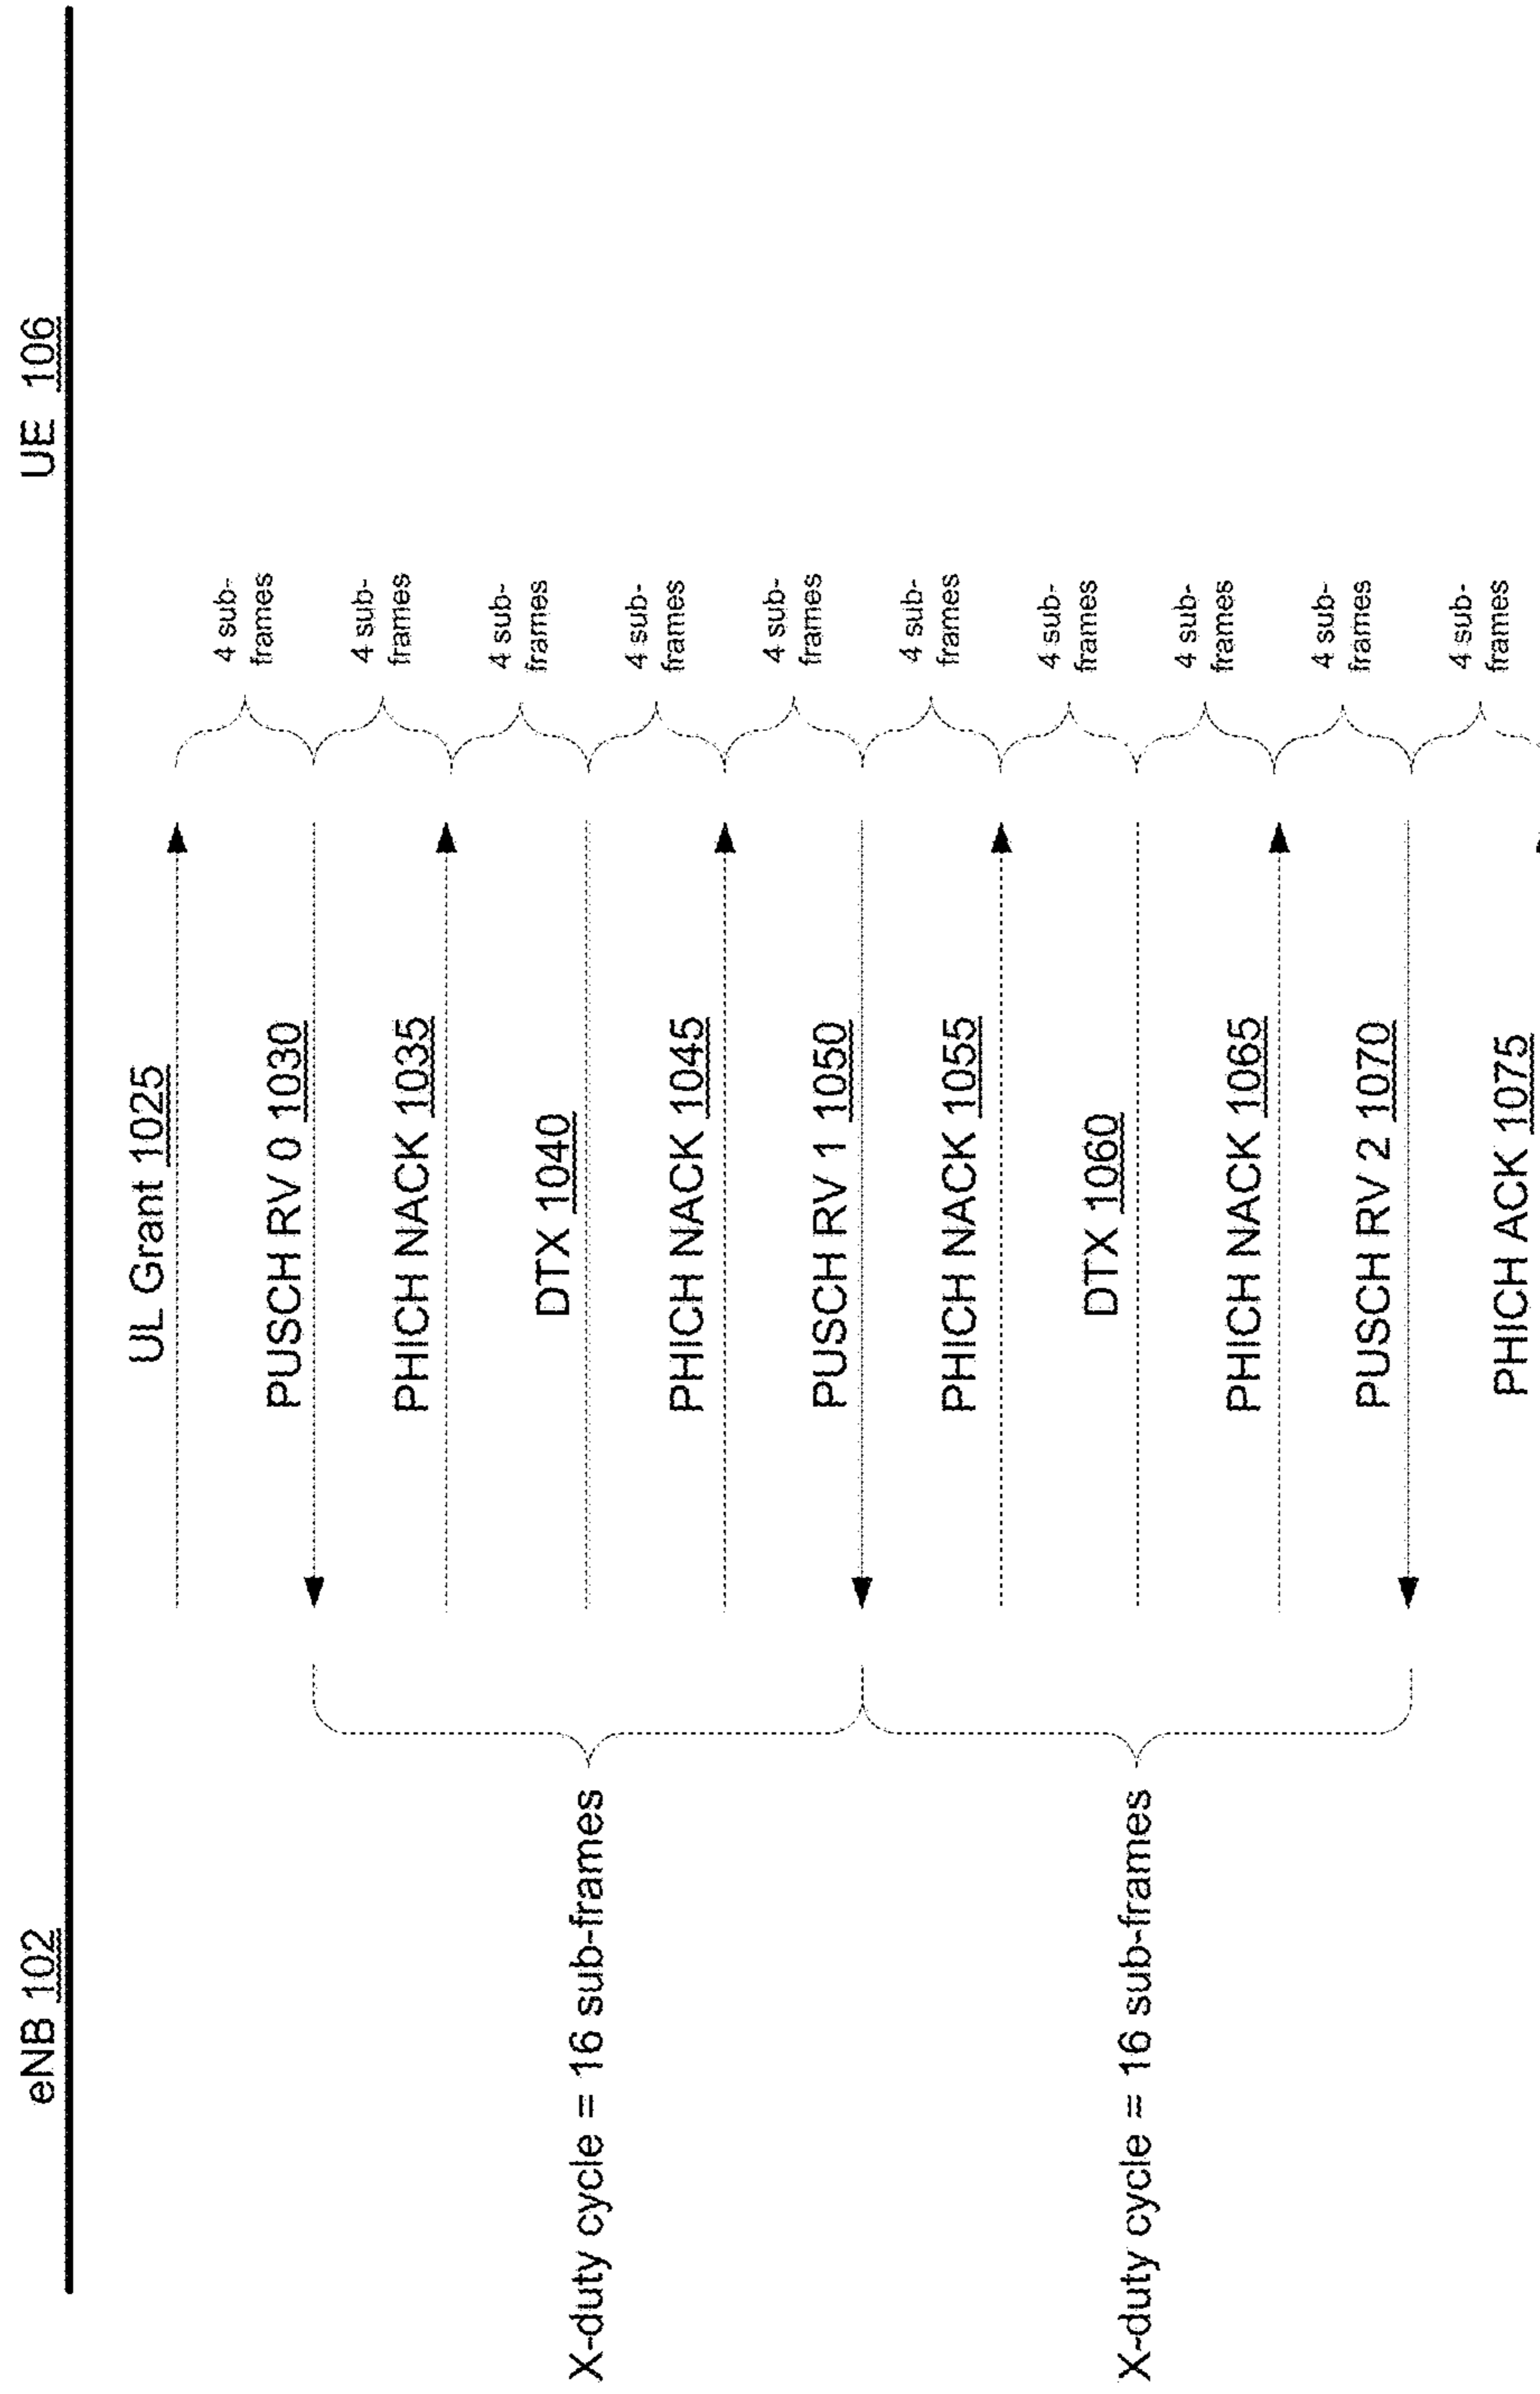 eNB 102
UE 106
UL Grant 1025
4 sub-
frames
PUSCH RV 0 1030
4 sub-
frames
PHICH NACK 1035
4 sub-
frames
DTX 1040
X-duty cycle = 16 sub-frames
4 sub-
frames
PHICH NACK 1045
4 sub-
frames
PUSCH RV 1 1050
4 sub-
frames
PHICH NACK 1055
4 sub-
frames
DTX 1060
X-duty cycle = 16 sub-frames
4 sub-
frames
PHICH NACK 1065
4 sub-
frames
PUSCH RV 2 1070
4 sub-
frames
PHICH ACK 1075